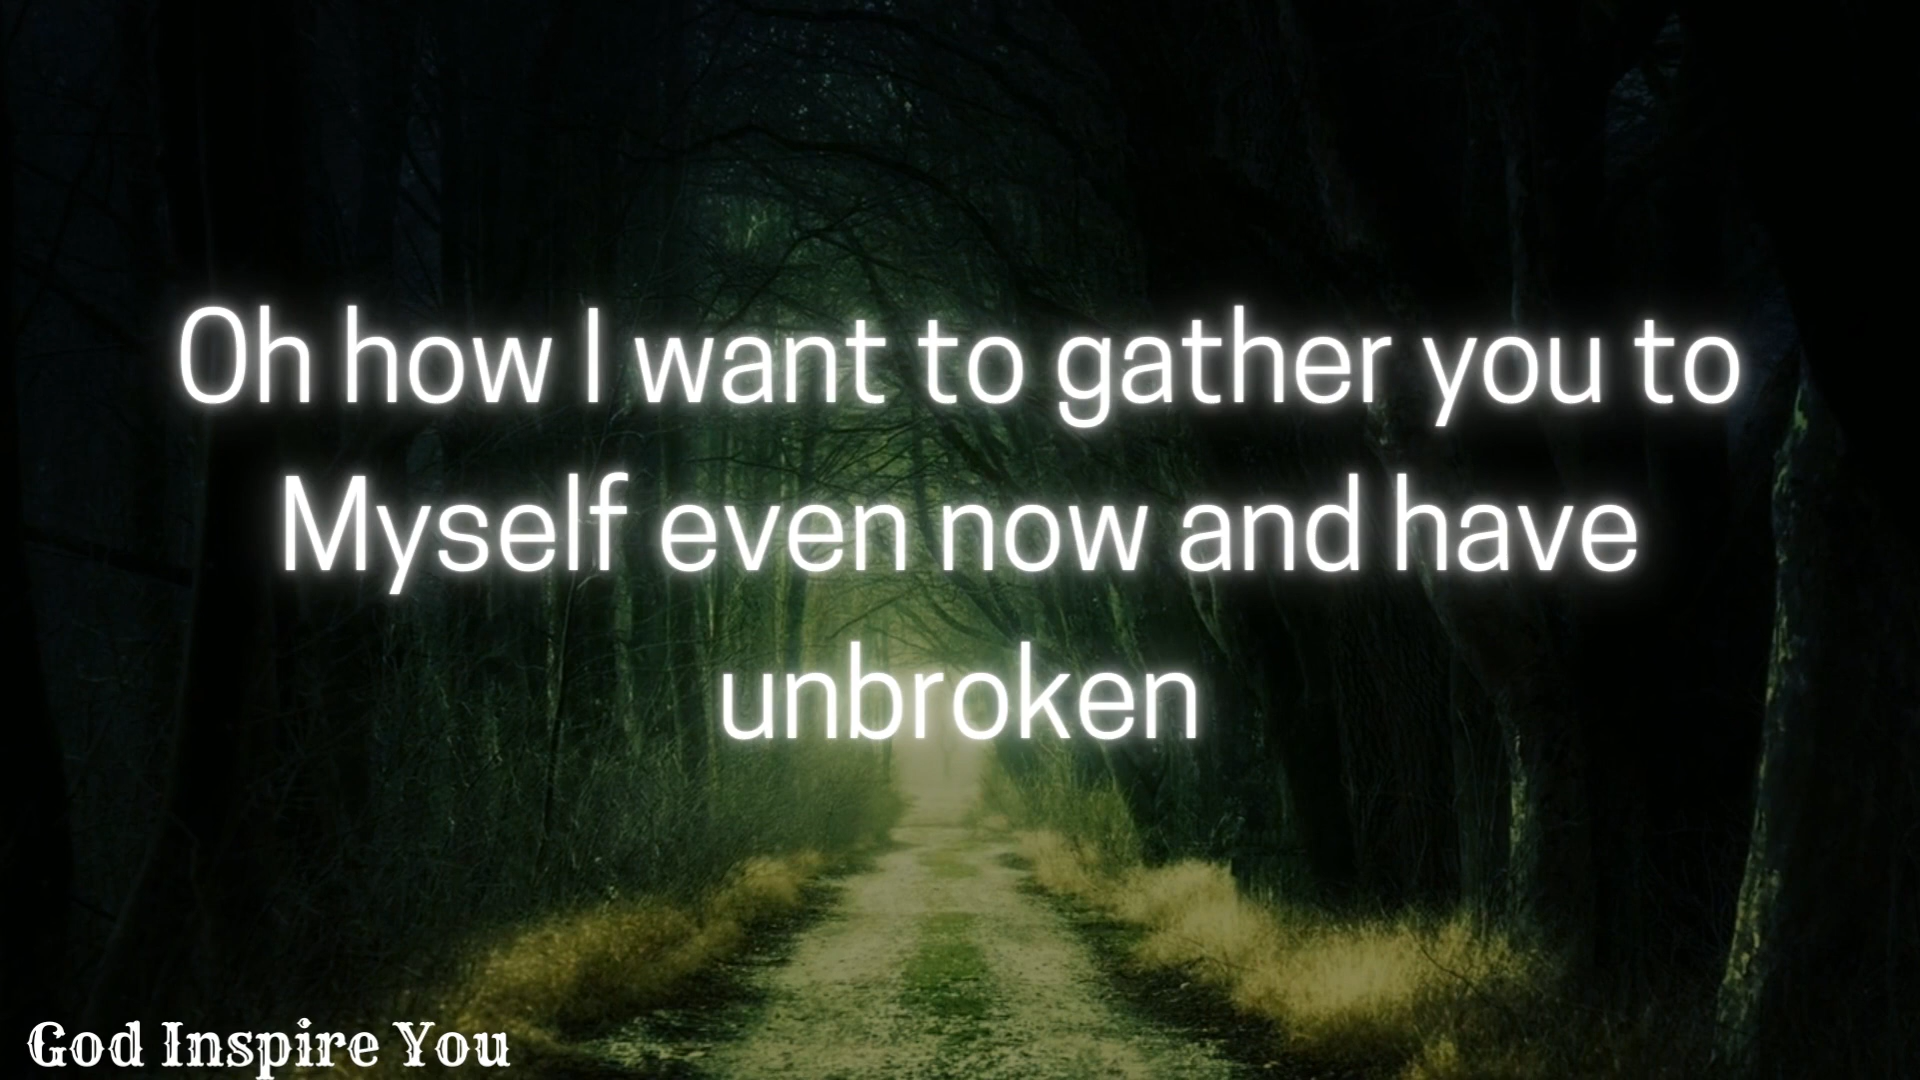 Oh how I want to gather you to
Myself even now and have
unbroken
God Inspire You